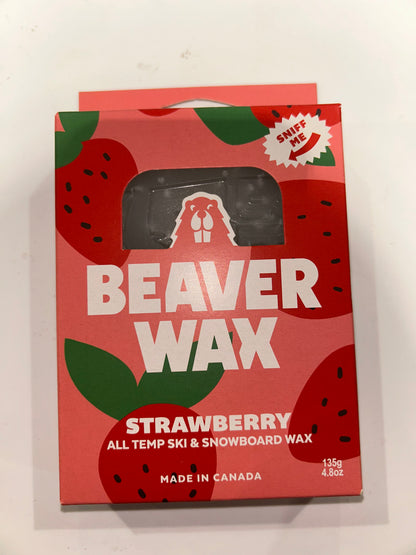 SNIFF
ME
BEAVER
WAX
STRAWBERRY
ALL TEMP SKI & SNOWBOARD WAX
135g
4.8oz
MADE IN CANADA